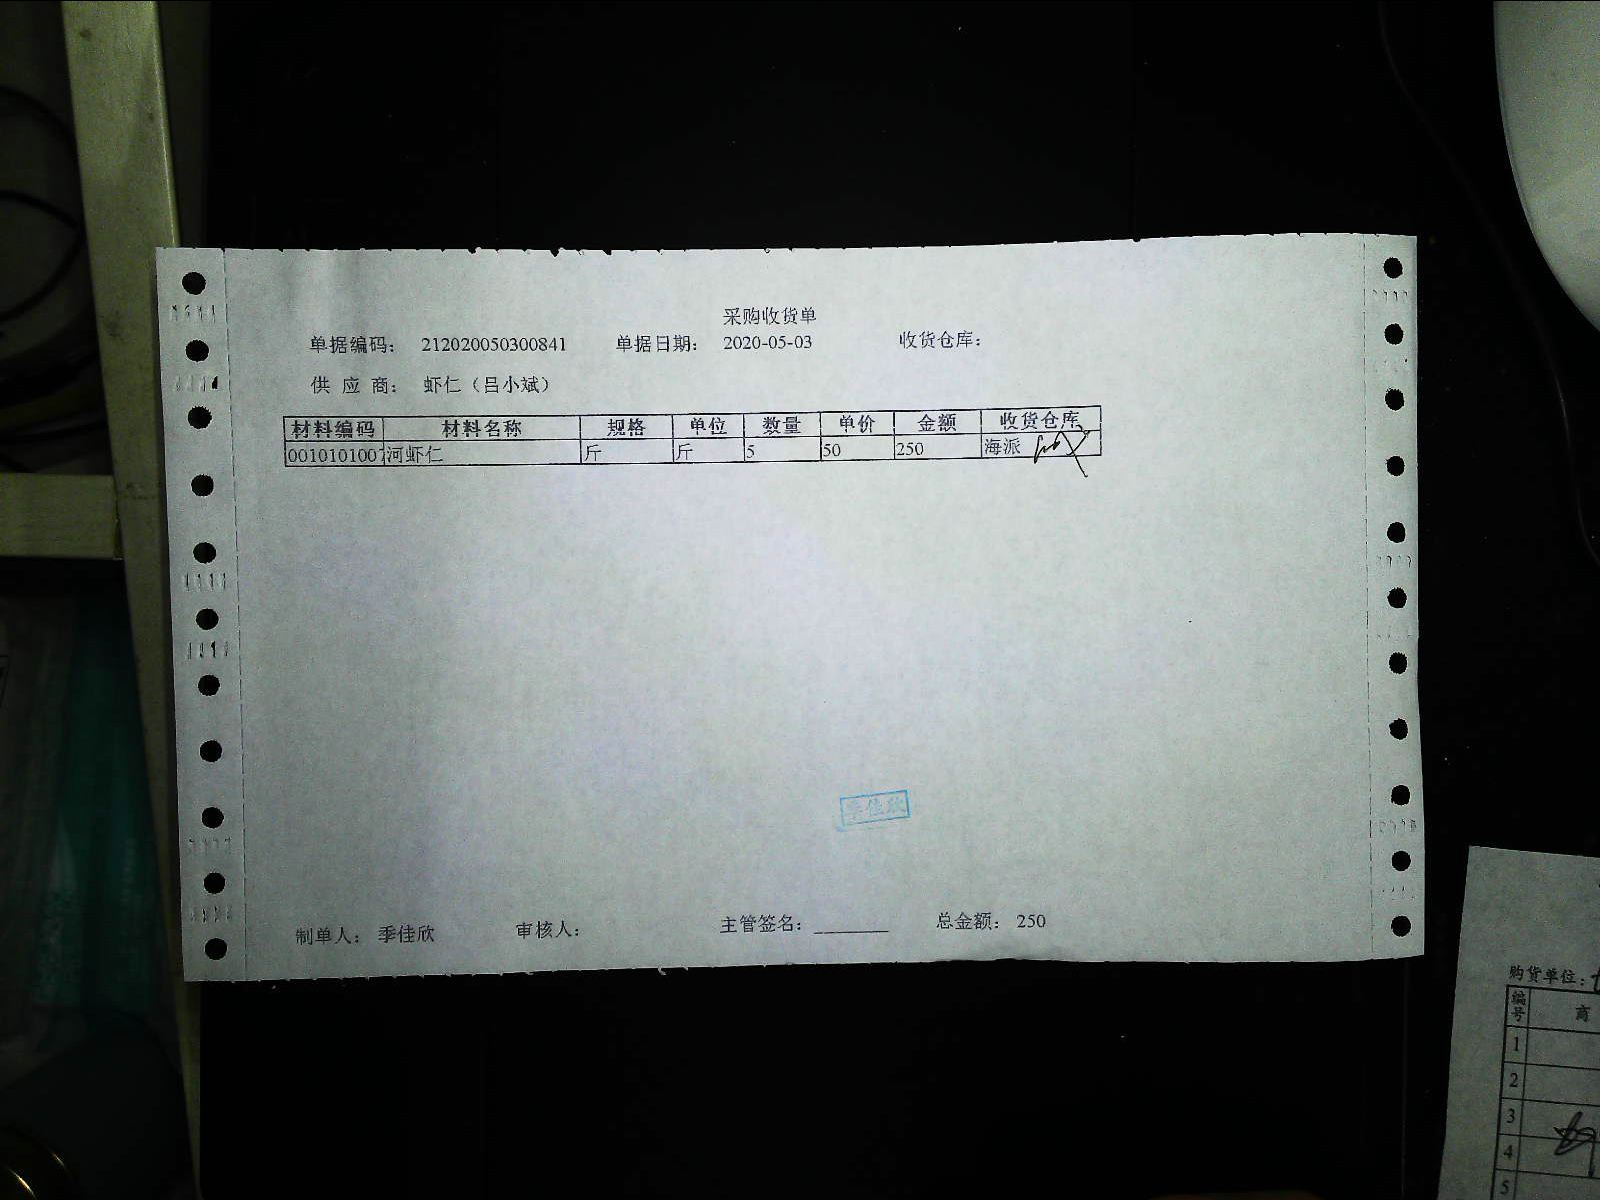 采购收货单
单据编码： 212020050300841 单据日期： 2020-05-03 收货仓库：
供 应 商： 虾仁（吕小斌）
材料编码 材料名称 规格 单位 数量 单价 金额 收货仓库
0010101007 河虾仁 斤 斤 5 50 250 海派
季佳欣
制单人： 季佳欣 审核人： 主管签名： ________ 总金额： 250
购货单位：
编号 商
1
2
3
4
5